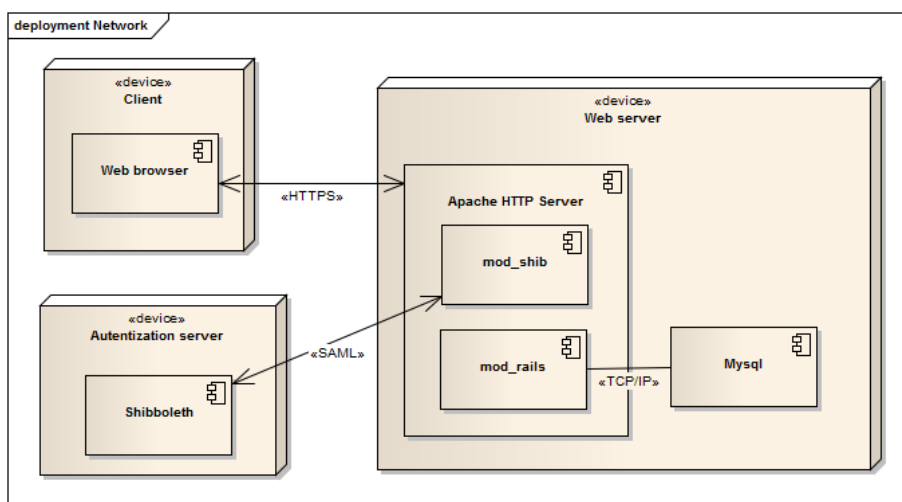 deployment Network
«device»
Client
Web browser
«HTTPS»
«device»
Web server
Apache HTTP Server
mod_shib
«device»
Autentization server
Shibboleth
«SAML»
mod_rails
«TCP/IP»
Mysql